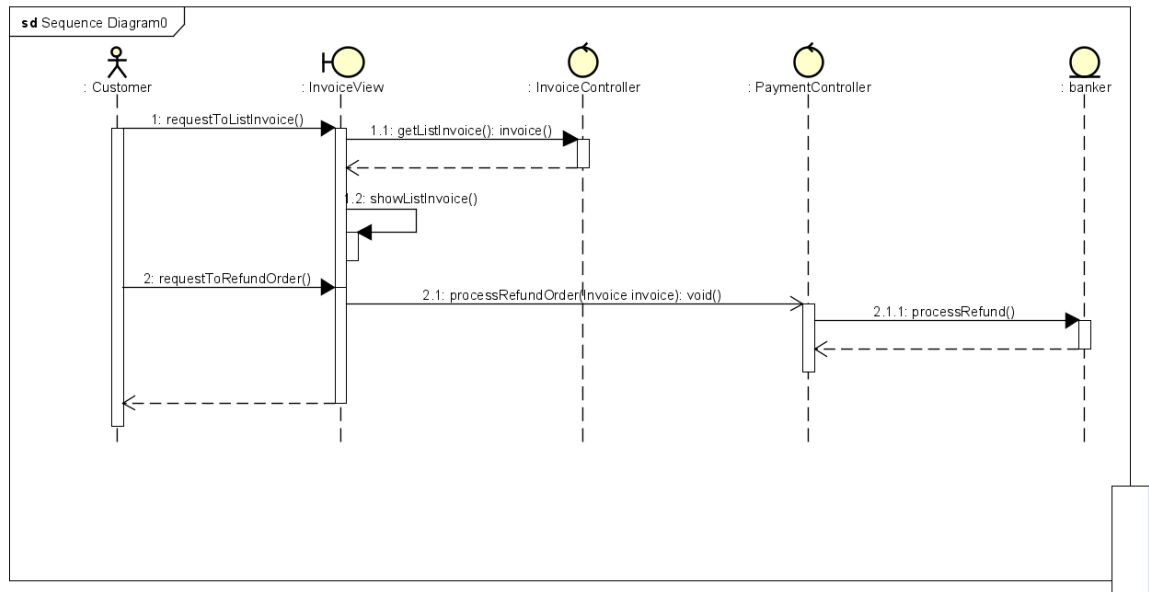 sd Sequence Diagram0
: Customer
: InvoiceView
: InvoiceController
: PaymentController
: banker
1: requestToListInvoice()
1.1: getListInvoice(): invoice()
1.2: showListInvoice()
2: requestToRefundOrder()
2.1: processRefundOrder(Invoice invoice): void()
2.1.1: processRefund()